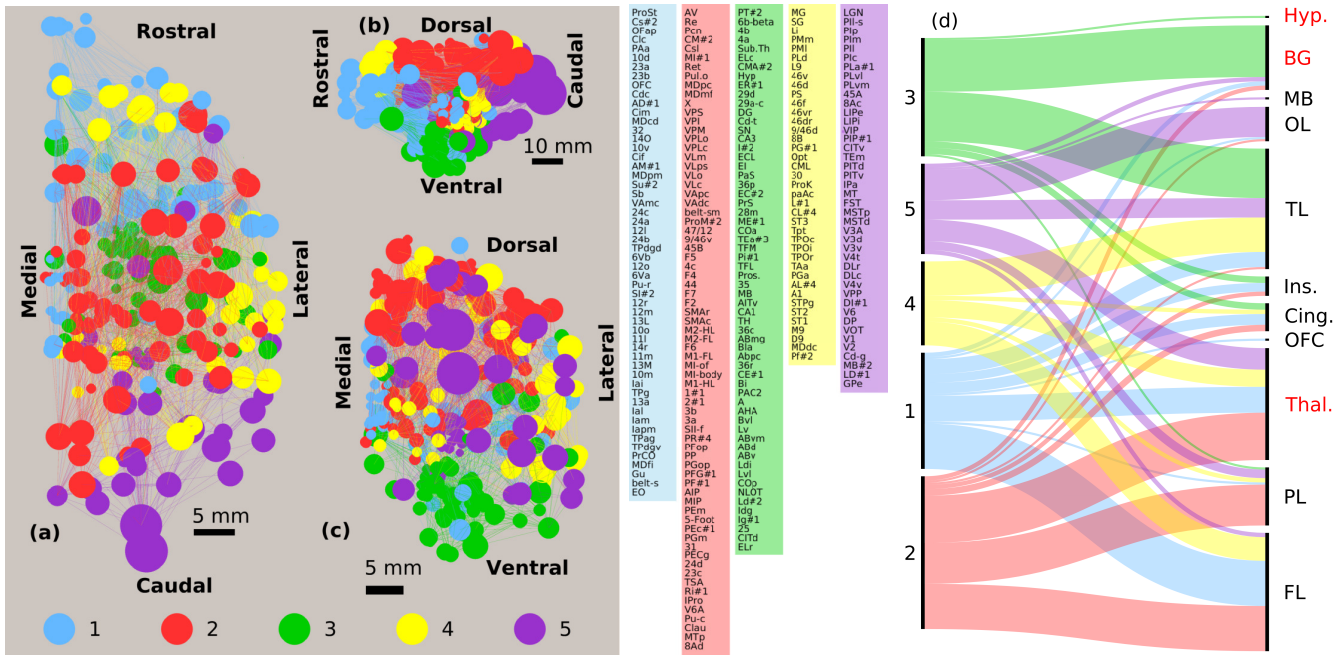 Rostral
Medial
Lateral
(a)
5 mm
Caudal
(b)
Dorsal
Rostral
Caudal
10 mm
Ventral
Dorsal
Medial
Lateral
(c)
5 mm
Ventral
1
2
3
4
5
ProSt
Cs#2
OFap
Clc
PAa
10d
23a
23b
OFC
Cdc
AD#1
Cim
MDcd
32
14O
10v
Cif
AM#1
MDpm
Su#2
Sb
VAmc
24c
24a
12l
24b
TPdgd
6Vb
12o
6Va
Pu-r
SI#2
12r
12m
13L
10o
11l
14r
11m
13M
10m
Iai
TPg
13a
Ial
Iam
Iapm
TPag
TPdgv
PrCO
MDfi
Gu
belt-s
EO
AV
Re
Pcn
CM#2
Csl
MI#1
Ret
Pul.o
MDpc
MDmf
X
VPS
VPI
VPM
VPLo
VPLc
VLm
VLps
VLo
VLc
VApc
VAdc
belt-sm
ProM#2
47/12
9/46v
45B
F5
4c
F4
44
F7
F2
SMAr
SMAc
M2-HL
M2-FL
F6
M1-FL
MI-of
MI-body
M1-HL
1#1
2#1
3b
3a
SII-f
PR#4
PFop
PP
PGop
PFG#1
PF#1
AIP
MIP
PEm
5-Foot
PEc#1
PGm
31
PECg
24d
23c
TSA
Ri#1
IPro
V6A
Pu-c
Clau
MTp
8Ad
PT#2
6b-beta
4b
4a
Sub.Th
ELc
CMA#2
Hyp
ER#1
29d
29a-c
DG
Cd-t
SN
CA3
I#2
ECL
EI
PaS
36p
EC#2
PrS
28m
ME#1
COa
TEa#3
TFM
Pi#1
TFL
Pros.
35
MB
AITv
CA1
TH
36c
ABmg
Bla
Abpc
36r
CE#1
Bi
PAC2
A
AHA
Bvl
Lv
ABvm
ABd
ABv
Ldi
Lvl
COp
NLOT
Ld#2
Idg
Ig#1
25
CITd
ELr
MG
SG
Li
PMm
PMl
PLd
L9
46v
46d
PS
46f
46vr
46dr
9/46d
8B
PG#1
Opt
CML
30
ProK
paAc
L#1
CL#4
ST3
Tpt
TPOc
TPOi
TPOr
TAa
PGa
AL#4
A1
STPg
ST2
ST1
M9
D9
MDdc
Pf#2
LGN
PII-s
PIp
PIm
PIl
PIc
PLa#1
PLvl
PLvm
45A
8Ac
LIPe
LIPi
VIP
PIP#1
CITv
TEm
PITd
PITv
IPa
MT
FST
MSTp
MSTd
V3A
V3d
V3v
V4t
DLr
DLc
V4v
VPP
DI#1
V6
DP
VOT
V1
V2
Cd-g
MB#2
LD#1
GPe
(d)
3
5
4
1
2
Hyp.
BG
MB
OL
TL
Ins.
Cing.
OFC
Thal.
PL
FL